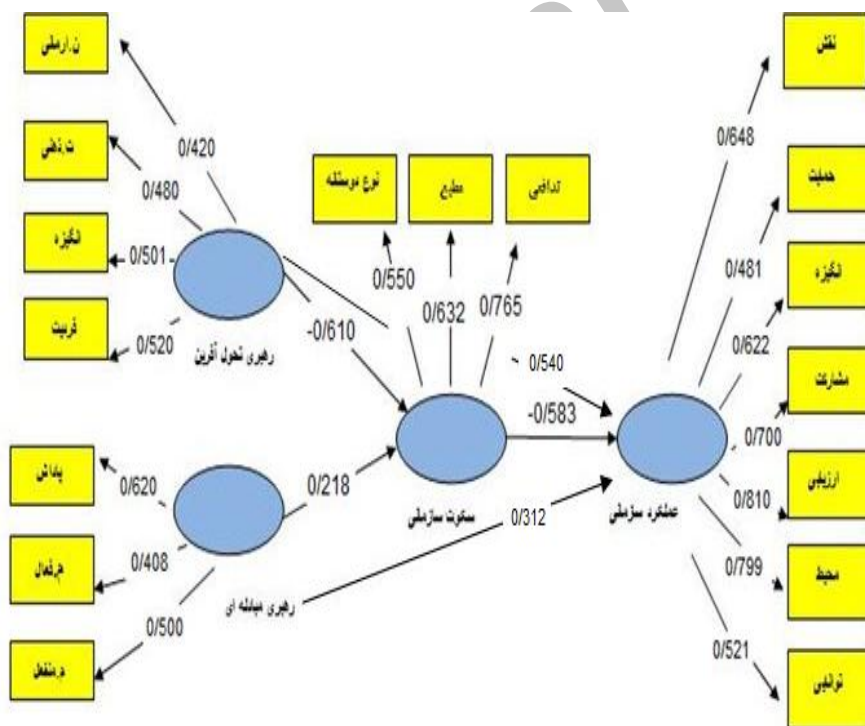 ن.ارمانی
ت.ذهنی
انگیزه
فردیت
0/420
0/480
0/501
0/520
رهبری تحول آفرین
پاداش
م.فعال
م.منفعل
0/620
0/408
0/500
رهبری مبادله ای
نوع دوستانه
مطیع
تدافعی
0/550
0/632
0/765
-0/610
0/218
سکوت سازمانی
0/540
-0/583
0/312
عملکرد سازمانی
نقش
حمایت
انگیزه
مشارکت
ارزیابی
محیط
توانایی
0/648
0/481
0/622
0/700
0/810
0/799
0/521